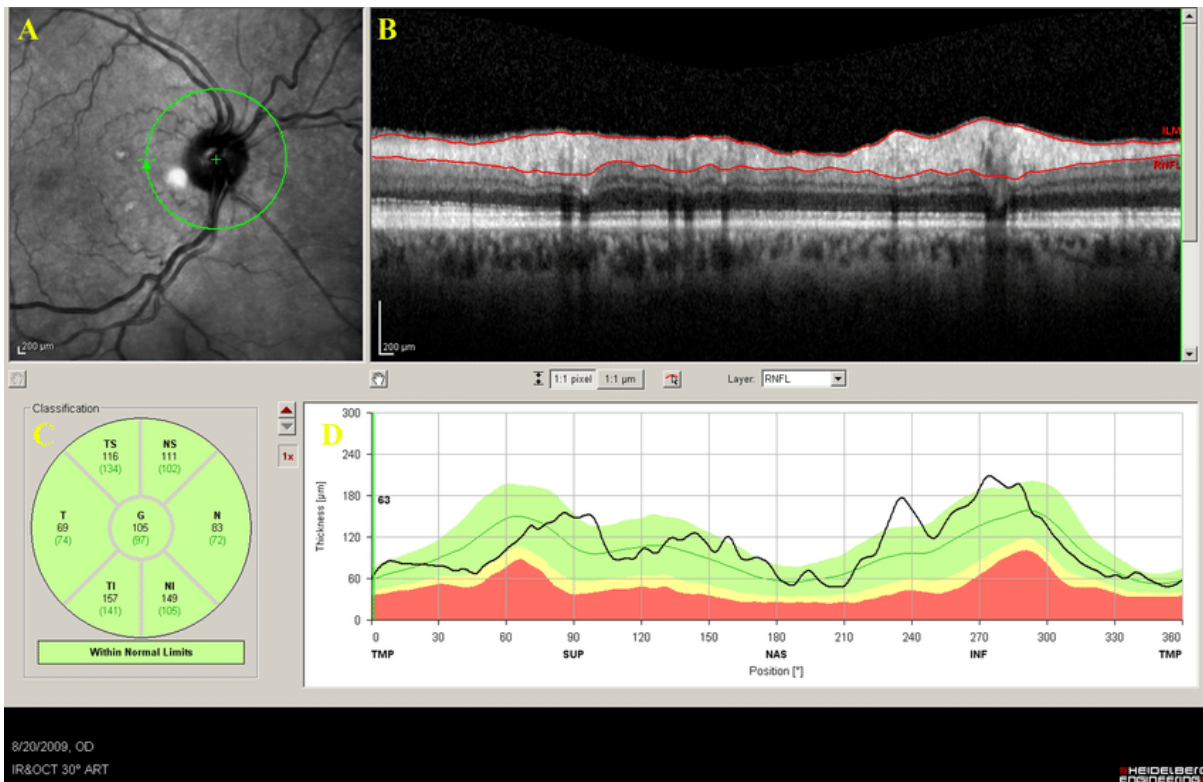 A
200 µm
B
ILM
RNFL
200 µm
1:1 pixel
1:1 µm
Layer:
RNFL
Classification
C
TS
116
(134)
NS
111
(102)
T
69
(74)
G
105
(97)
N
83
(72)
TI
157
(141)
NI
149
(105)
Within Normal Limits
1x
D
Thickness [µm]
300
240
180
120
60
0
63
0 30 60 90 120 150 180 210 240 270 300 330 360
TMP SUP NAS INF TMP
Position [°]
8/20/2009, OD
IR&OCT 30° ART
HEIDELBERG
ENGINEERING